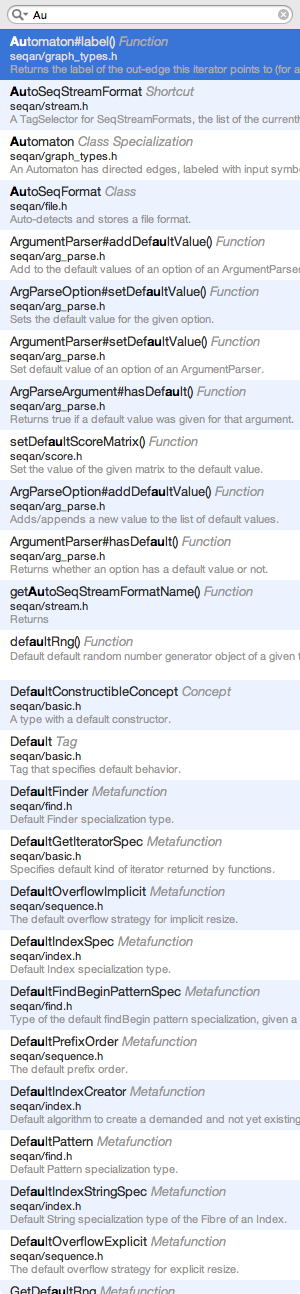 Au
Automaton#label() Function
seqan/graph_types.h
Returns the label of the out-edge this iterator points to (for a
AutoSeqStreamFormat Shortcut
seqan/stream.h
A TagSelector for SeqStreamFormats, the list of the current
Automaton Class Specialization
seqan/graph_types.h
An Automaton has directed edges, labeled with input symb
AutoSeqFormat Class
seqan/file.h
Auto-detects and stores a file format.
ArgumentParser#addDefaultValue() Function
seqan/arg_parse.h
Add to the default values of an option of an ArgumentParser
ArgParseOption#setDefaultValue() Function
seqan/arg_parse.h
Sets the default value for the given option.
ArgumentParser#setDefaultValue() Function
seqan/arg_parse.h
Set default value of an option of an ArgumentParser.
ArgParseArgument#hasDefault() Function
seqan/arg_parse.h
Returns true if a default value was given for that argument.
setDefaultScoreMatrix() Function
seqan/score.h
Set the value of the given matrix to the default value.
ArgParseOption#addDefaultValue() Function
seqan/arg_parse.h
Adds/appends a new value to the list of default values.
ArgumentParser#hasDefault() Function
seqan/arg_parse.h
Returns whether an option has a default value or not.
getAutoSeqStreamFormatName() Function
seqan/stream.h
Returns
defaultRng() Function
Default default random number generator object of a given t
DefaultConstructibleConcept Concept
seqan/basic.h
A type with a default constructor.
Default Tag
seqan/basic.h
Tag that specifies default behavior.
DefaultFinder Metafunction
seqan/find.h
Default Finder specialization type.
DefaultGetIteratorSpec Metafunction
seqan/basic.h
Specifies default kind of iterator returned by functions.
DefaultOverflowImplicit Metafunction
seqan/sequence.h
The default overflow strategy for implicit resize.
DefaultIndexSpec Metafunction
seqan/index.h
Default Index specialization type.
DefaultFindBeginPatternSpec Metafunction
seqan/find.h
Type of the default findBegin pattern specialization, given a
DefaultPrefixOrder Metafunction
seqan/sequence.h
The default prefix order.
DefaultIndexCreator Metafunction
seqan/index.h
Default algorithm to create a demanded and not yet existing
DefaultPattern Metafunction
seqan/find.h
Default Pattern specialization type.
DefaultIndexStringSpec Metafunction
seqan/index.h
Default String specialization type of the Fibre of an Index.
DefaultOverflowExplicit Metafunction
seqan/sequence.h
The default overflow strategy for explicit resize.
GetDefaultRng Metafunction